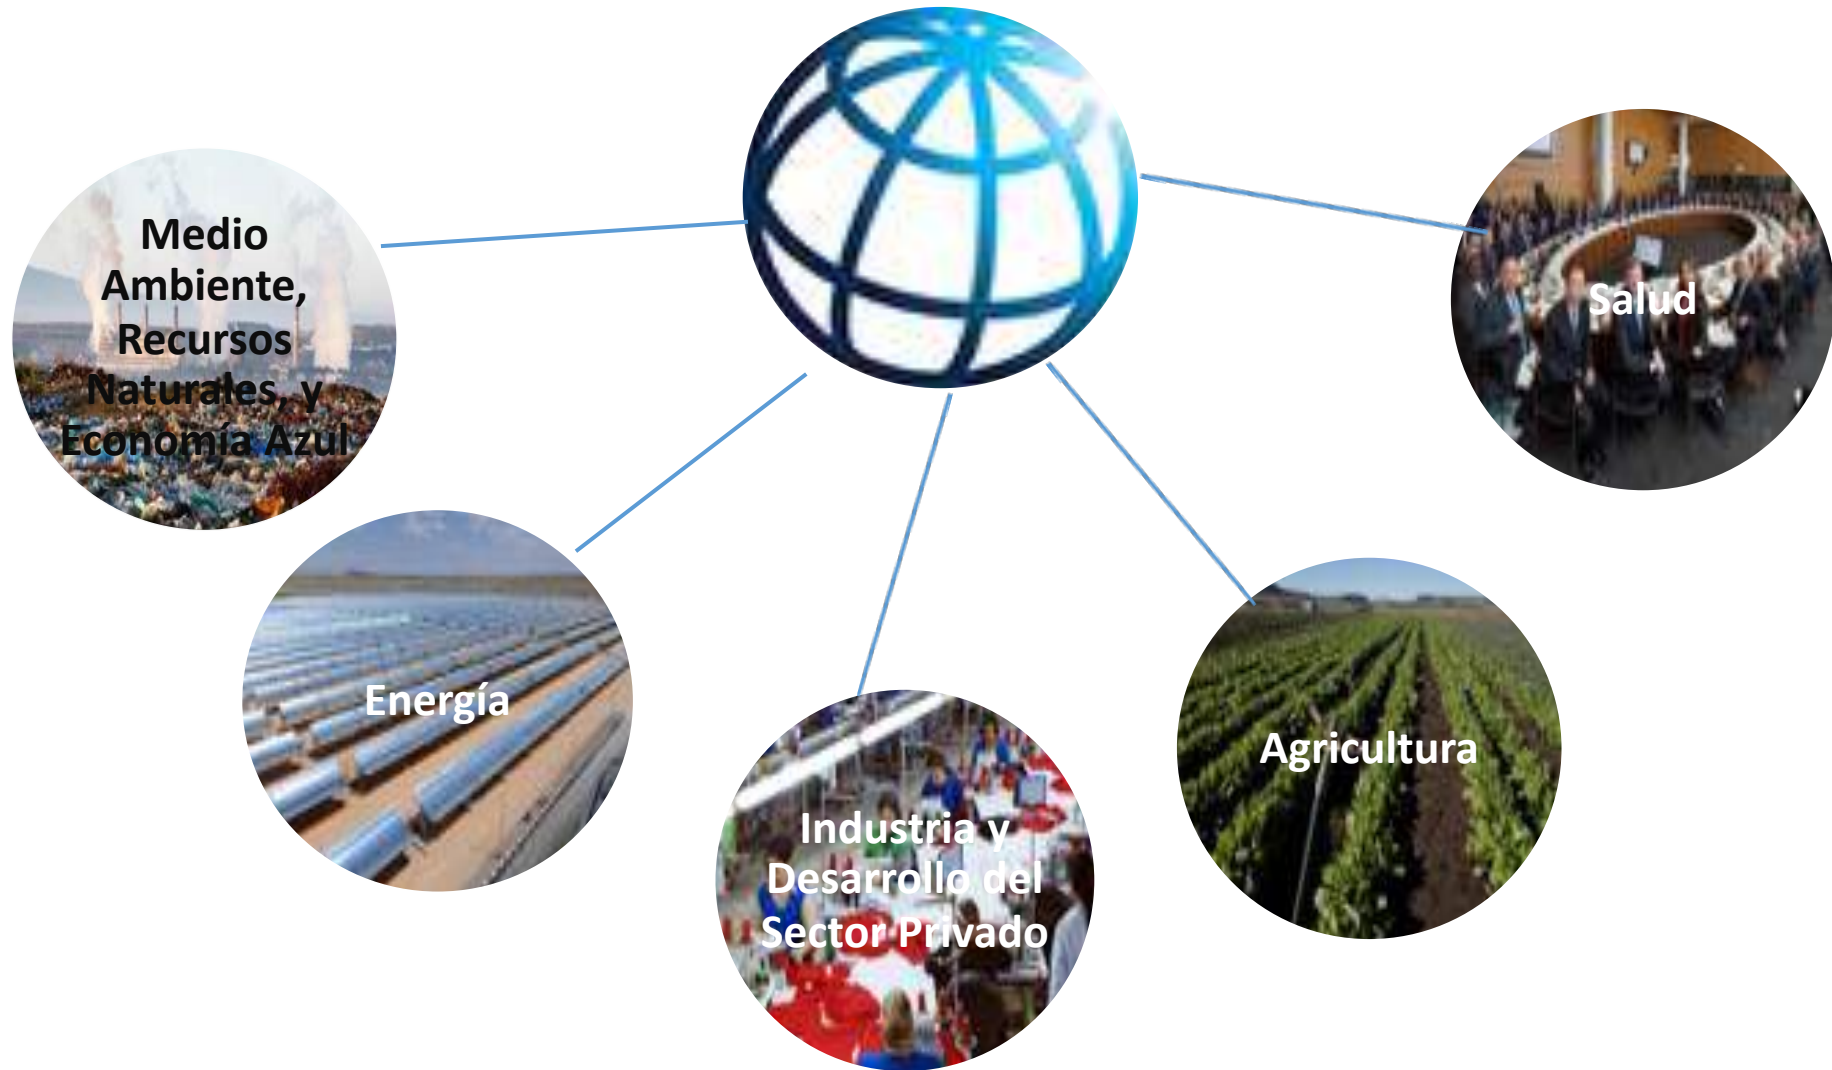 Medio
Ambiente,
Recursos
Naturales, y
Economía Azul
Salud
Energía
Agricultura
Industria y
Desarrollo del
Sector Privado